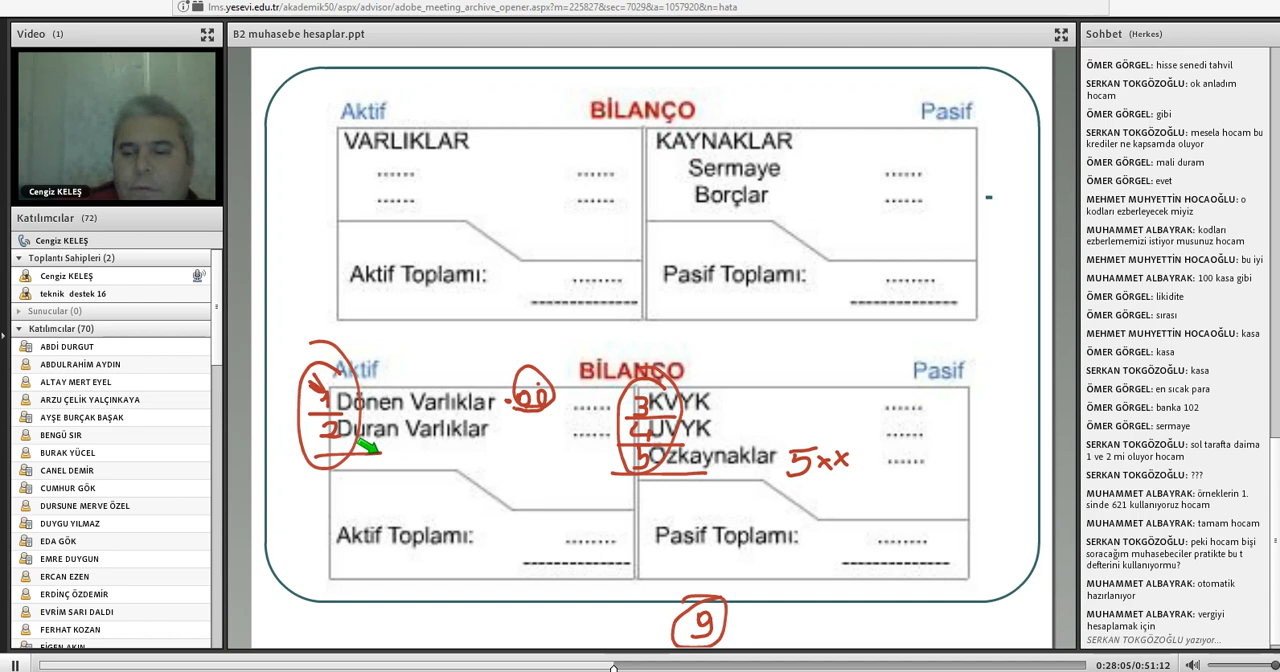 lms.yesevi.edu.tr/akademik50/aspx/advisor/adobe_meeting_archive_opener.aspx?m=225827&sec=7029&a=1057920&n=hata
Video (1)
Cengiz KELEŞ
Katılımcılar (72)
Cengiz KELEŞ
Toplantı Sahipleri (2)
Cengiz KELEŞ
teknik destek 16
Sunucular (0)
Katılımcılar (70)
ABDİ DURGUT
ABDULRAHİM AYDIN
ALTAY MERT EYEL
ARZU ÇELİK YALÇINKAYA
AYŞE BURÇAK BAŞAK
BENGÜ SIR
BURAK YÜCEL
CANEL DEMİR
CUMHUR GÖK
DURSUNE MERVE ÖZEL
DUYGU YILMAZ
EDA GÖK
EMRE DUYGUN
ERCAN EZEN
ERDİNÇ ÖZDEMİR
EVRİM SARI DALDI
FERHAT KOZAN
B2 muhasebe hesaplar.ppt
Aktif BİLANÇO Pasif
VARLIKLAR KAYNAKLAR
...... ...... Sermaye ......
...... ...... Borçlar ......
Aktif Toplamı: ........ Pasif Toplamı: ........
Aktif BİLANÇO Pasif
1 Dönen Varlıklar ...... 3 KVYK ......
2 Duran Varlıklar ...... 4 UVYK ......
5 Özkaynaklar 5xx ......
Aktif Toplamı: ........ Pasif Toplamı: ........
9
Sohbet (Herkes)
ÖMER GÖRGEL: hisse senedi tahvil
SERKAN TOKGÖZOĞLU: ok anladım
hocam
ÖMER GÖRGEL: gibi
SERKAN TOKGÖZOĞLU: mesela hocam bu
krediler ne kapsamda oluyor
ÖMER GÖRGEL: mali duram
ÖMER GÖRGEL: evet
MEHMET MUHYETTİN HOCAOĞLU: o
kodları ezberleyecek miyiz
MUHAMMET ALBAYRAK: kodları
ezberlememizi istiyor musunuz hocam
MEHMET MUHYETTİN HOCAOĞLU: bu iyi
MUHAMMET ALBAYRAK: 100 kasa gibi
ÖMER GÖRGEL: likidite
ÖMER GÖRGEL: sırası
MEHMET MUHYETTİN HOCAOĞLU: kasa
ÖMER GÖRGEL: kasa
SERKAN TOKGÖZOĞLU: kasa
ÖMER GÖRGEL: en sıcak para
ÖMER GÖRGEL: banka 102
ÖMER GÖRGEL: sermaye
SERKAN TOKGÖZOĞLU: sol tarafta daima
1 ve 2 mi oluyor hocam
SERKAN TOKGÖZOĞLU: ???
MUHAMMET ALBAYRAK: örneklerin 1.
sinde 621 kullanıyoruz hocam
MUHAMMET ALBAYRAK: tamam hocam
SERKAN TOKGÖZOĞLU: peki hocam bişi
soracağım muhasebeciler pratikte bu t
defterini kullanıyormu?
MUHAMMET ALBAYRAK: otomatik
hazırlanıyor
MUHAMMET ALBAYRAK: vergiyi
hesaplamak için
SERKAN TOKGÖZOĞLU yazıyor...
0:28:05/0:51:12